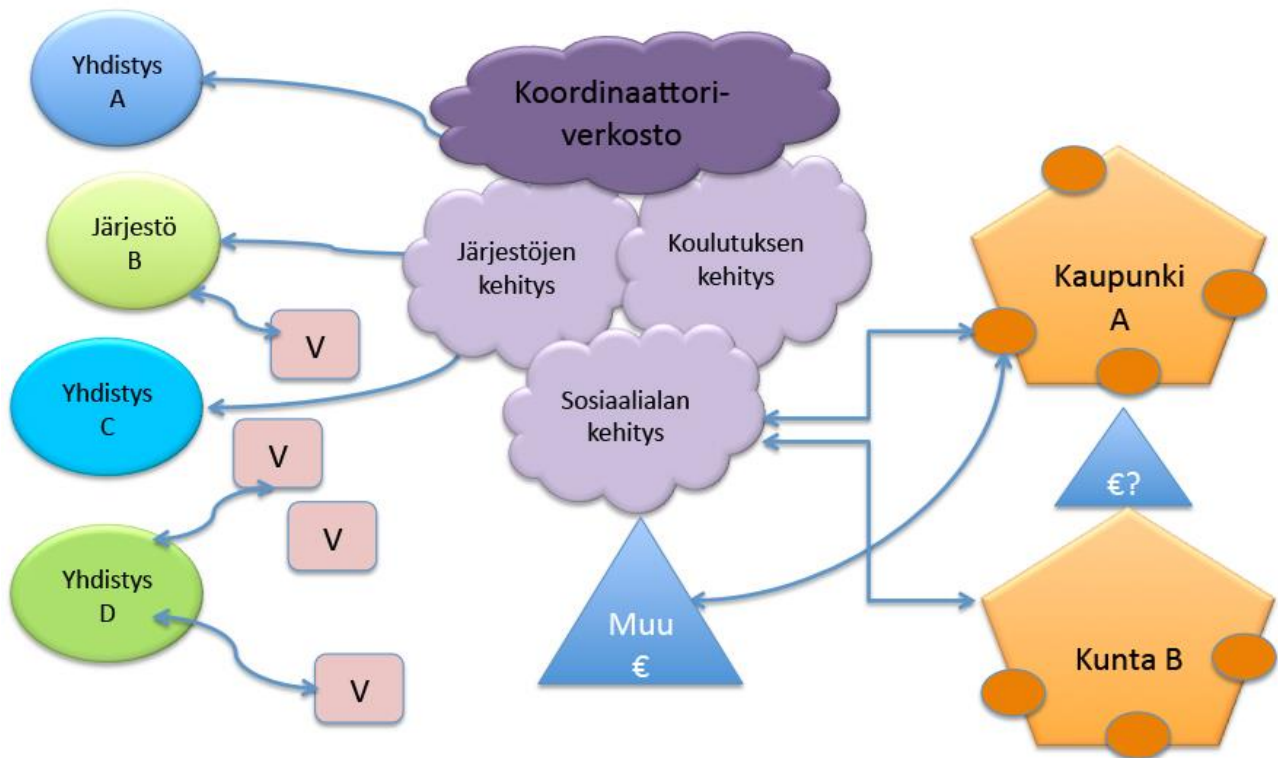 Yhdistys
A
Koordinaattori-
verkosto
Järjestö
B
Järjestöjen
kehitys
Koulutuksen
kehitys
Kaupunki
A
V
Yhdistys
C
Sosiaalialan
kehitys
V
V
€?
Yhdistys
D
Muu
€
Kunta B
V